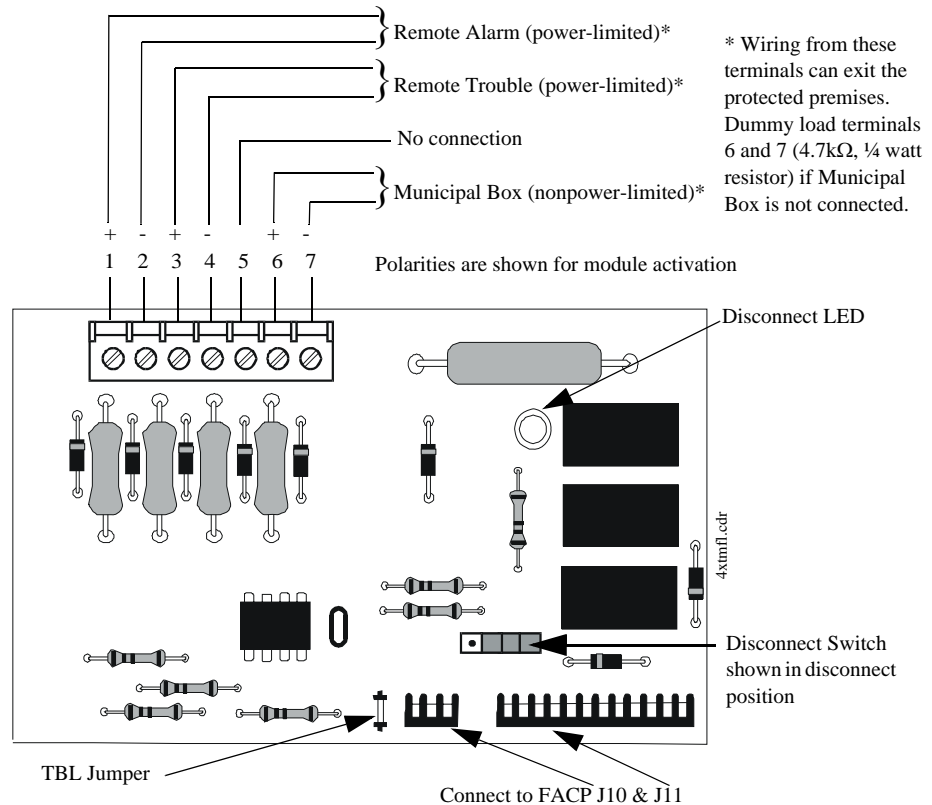 Remote Alarm (power-limited)*
Remote Trouble (power-limited)*
No connection
Municipal Box (nonpower-limited)*
* Wiring from these
terminals can exit the
protected premises.
Dummy load terminals
6 and 7 (4.7kΩ, ¼ watt
resistor) if Municipal
Box is not connected.
+ - + - + -
1 2 3 4 5 6 7
Polarities are shown for module activation
Disconnect LED
4xtmfl.cdr
Disconnect Switch
shown in disconnect
position
TBL Jumper
Connect to FACP J10 & J11